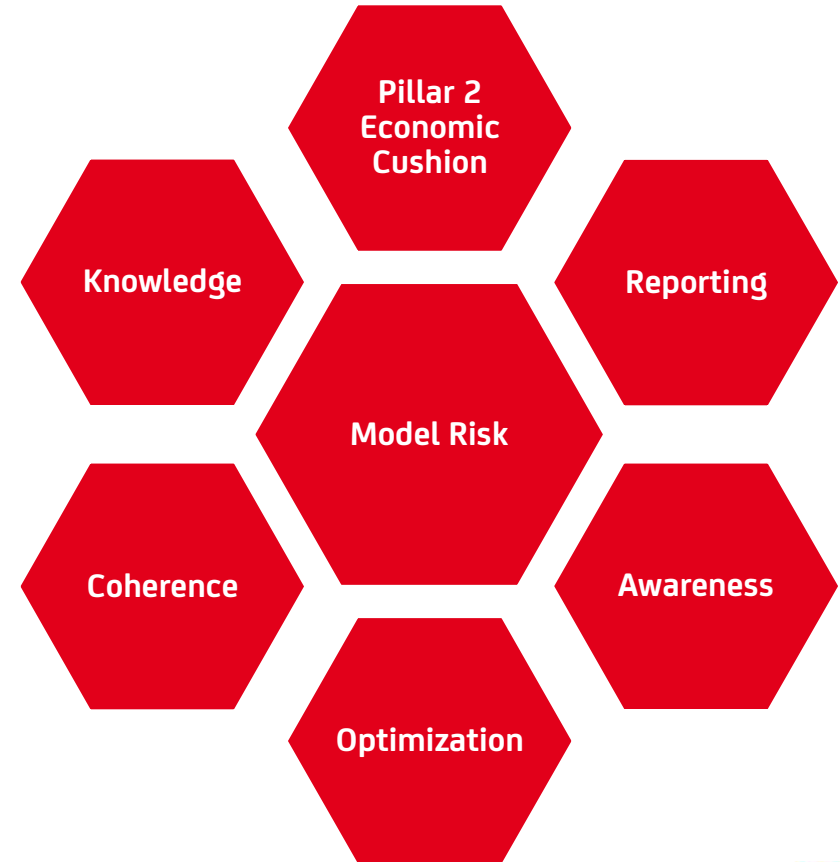 Pillar 2
Economic
Cushion
Knowledge
Reporting
Model Risk
Coherence
Awareness
Optimization